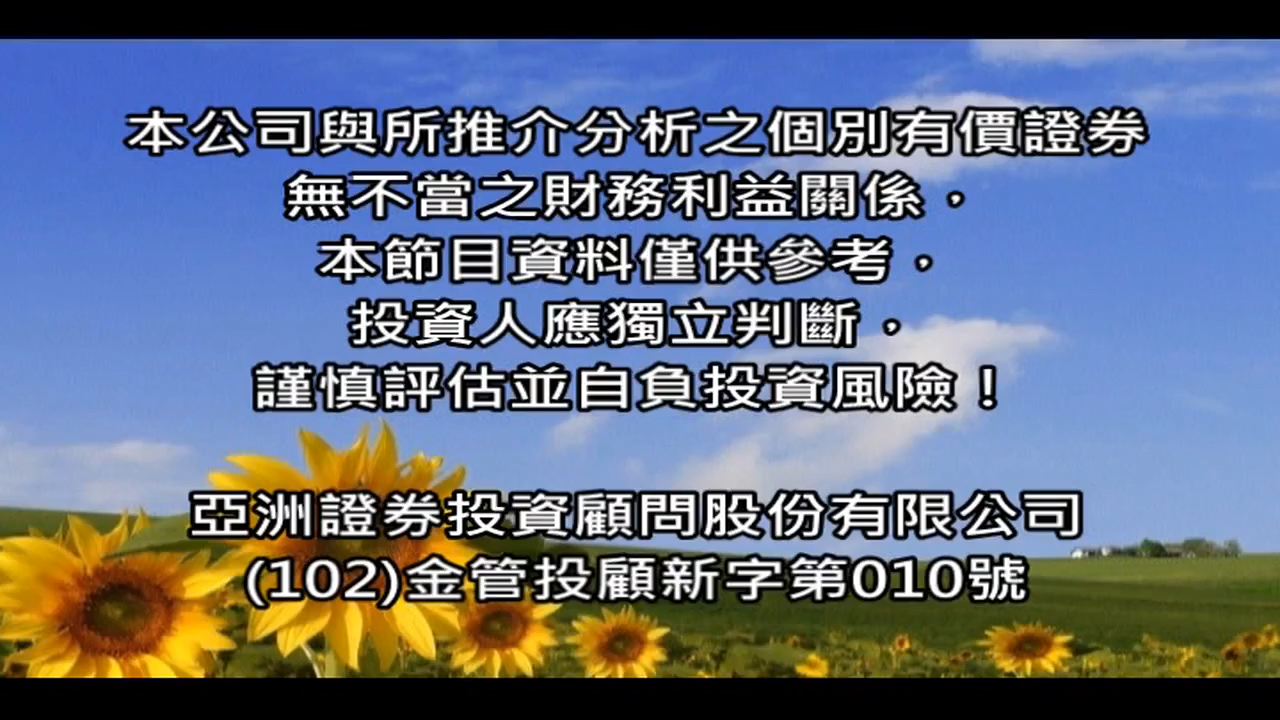 本公司與所推介分析之個別有價證券
無不當之財務利益關係，
本節目資料僅供參考，
投資人應獨立判斷，
謹慎評估並自負投資風險！
亞洲證券投資顧問股份有限公司
(102)金管投顧新字第010號